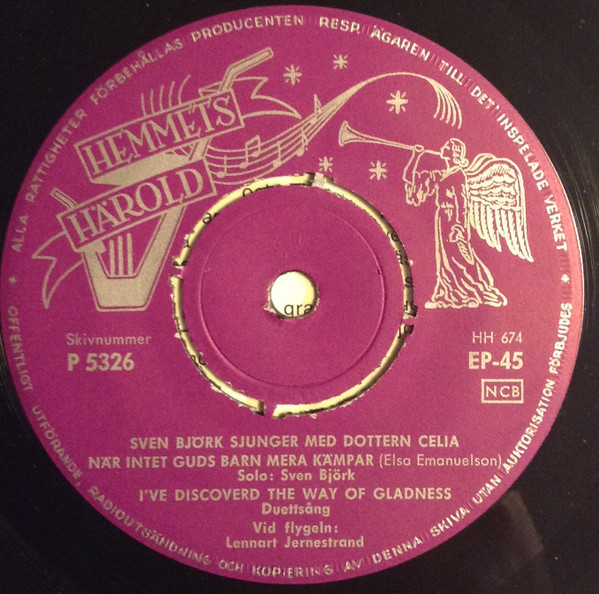 ALLA RÄTTIGHETER FÖRBEHÅLLAS PRODUCENTEN RESP. ÄGAREN TILL DET INSPELADE VERKET *
OFFENTLIGT UTFÖRANDE, RADIOUTSÄNDNING OCH KOPIERING AV DENNA SKIVA UTAN AUKTORISATION FÖRBJUDES *
HEMMETS
HÄROLD
gra
Skivnummer
P 5326
HH 674
EP-45
NCB
SVEN BJÖRK SJUNGER MED DOTTERN CELIA
NÄR INTET GUDS BARN MERA KÄMPAR (Elsa Emanuelson)
Solo: Sven Björk
I'VE DISCOVERD THE WAY OF GLADNESS
Duettsång
Vid flygeln:
Lennart Jernestrand